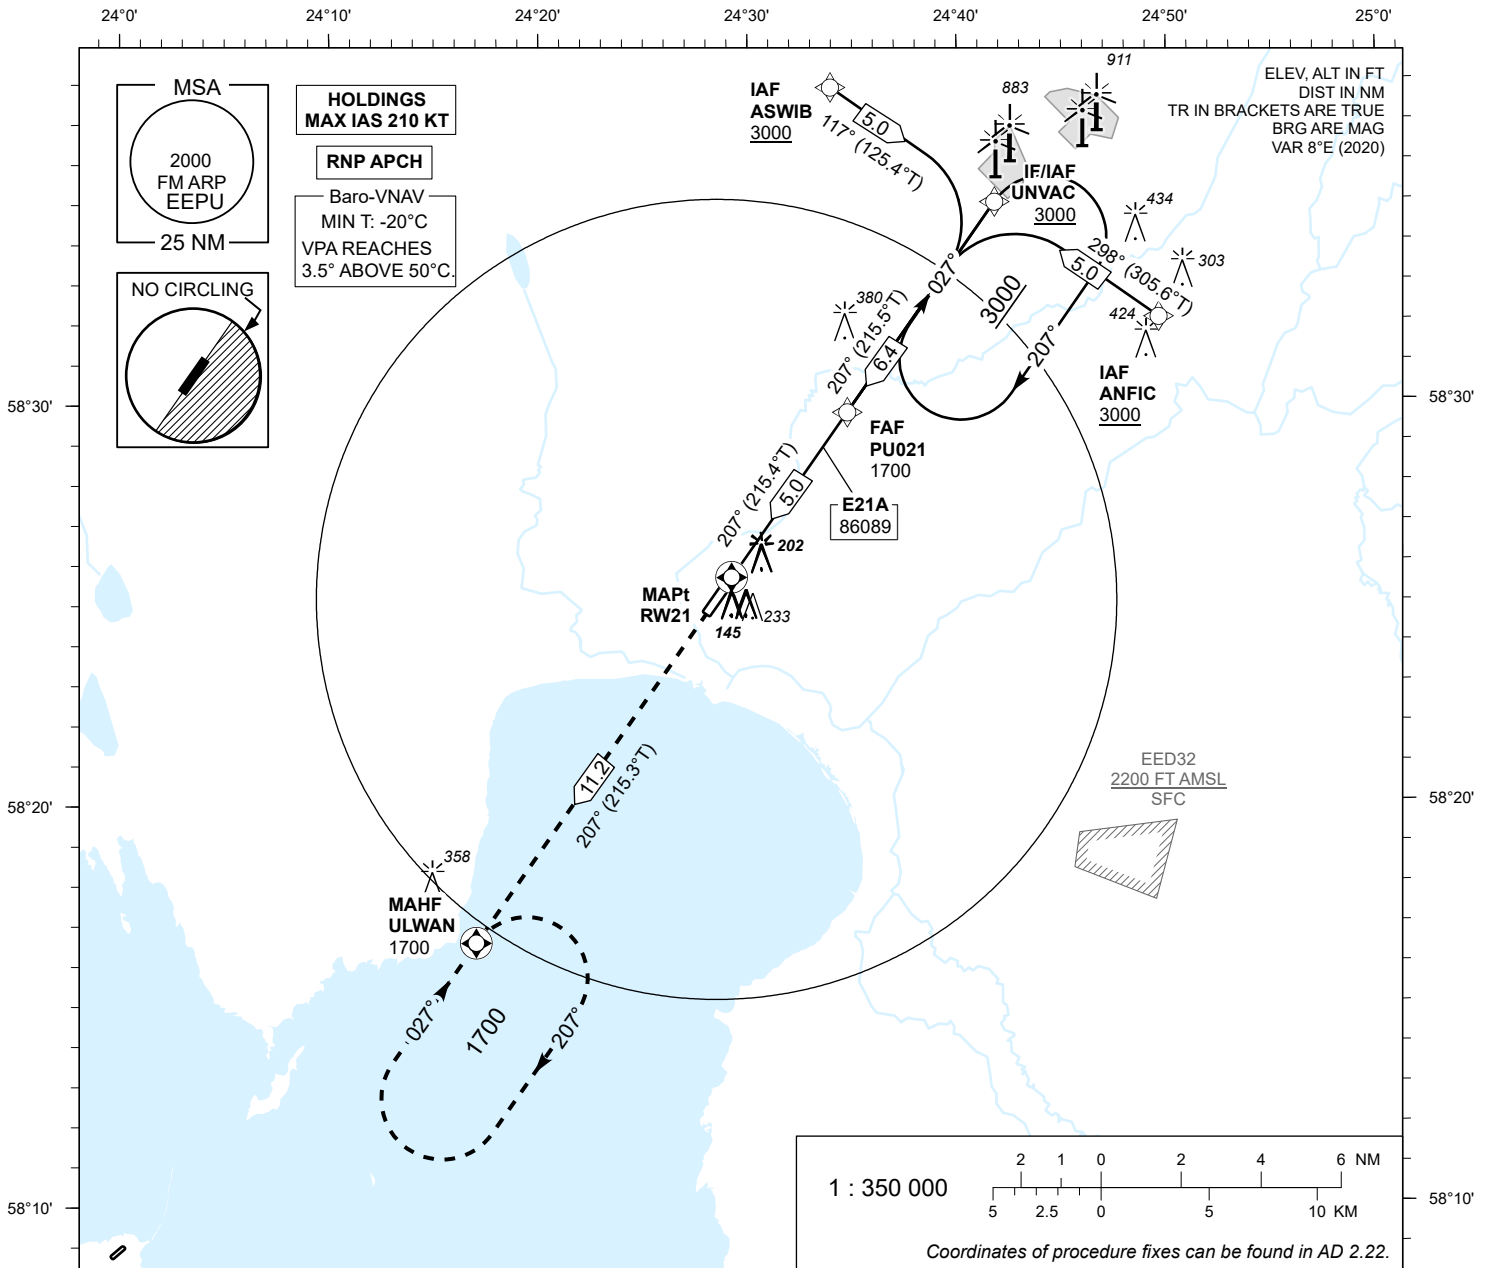 24°0'
24°10'
24°20'
24°30'
24°40'
24°50'
25°0'
MSA
2000
FM ARP
EEPU
25 NM
HOLDINGS
MAX IAS 210 KT
RNP APCH
Baro-VNAV
MIN T: -20°C
VPA REACHES
3.5° ABOVE 50°C.
NO CIRCLING
IAF
ASWIB
3000
5.0
117° (125.4°T)
883
911
ELEV, ALT IN FT
DIST IN NM
TR IN BRACKETS ARE TRUE
BRG ARE MAG
VAR 8°E (2020)
IF/IAF
UNVAC
3000
434
303
298° (305.6°T)
5.0
424
IAF
ANFIC
3000
027°
3000
207°
380
207° (215.5°T)
6.4
58°30'
58°30'
FAF
PU021
1700
207° (215.4°T)
5.0
E21A
86089
202
MAPt
RW21
233
145
11.2
207° (215.3°T)
EED32
2200 FT AMSL
SFC
58°20'
58°20'
358
MAHF
ULWAN
1700
027°
1700
207°
1 : 350 000
2 1 0 2 4 6 NM
5 2.5 0 5 10 KM
58°10'
58°10'
Coordinates of procedure fixes can be found in AD 2.22.